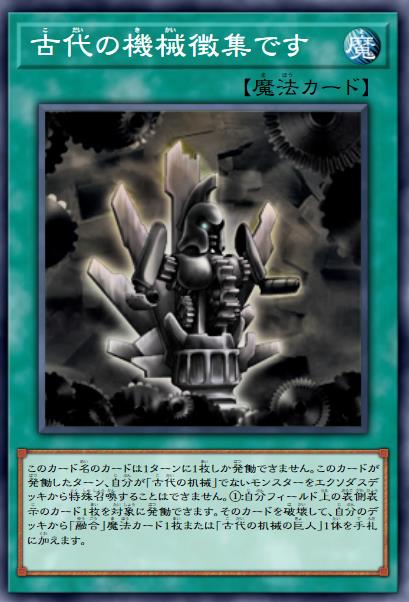 古代の機械徴集です
魔
【魔法カード】
このカード名のカードは1ターンに1枚しか発動できません。このカードが
発動したターン、自分が「古代の機械」でないモンスターをエクソダスデ
ッキから特殊召喚することはできません。①:自分フィールド上の表側表
示のカード1枚を対象に発動できます。そのカードを破壊して、自分のデ
ッキから「融合」魔法カード1枚または「古代の機械の巨人」1体を手札
に加えます。